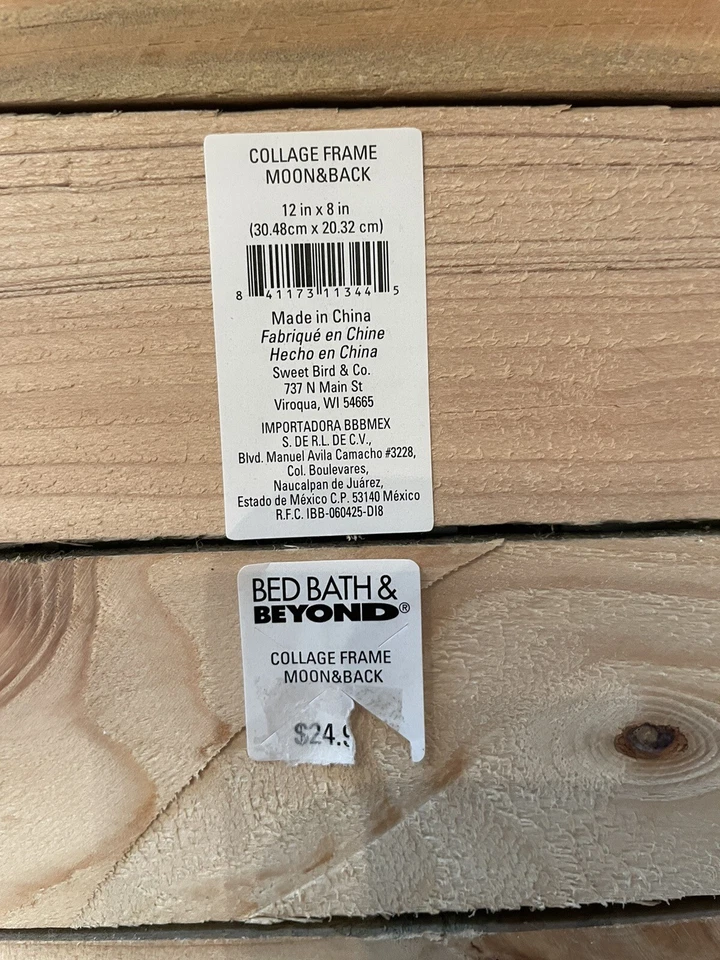 COLLAGE FRAME
MOON&BACK
12 in x 8 in
(30.48cm x 20.32 cm)
8 41173 11344 5
Made in China
Fabriqué en Chine
Hecho en China
Sweet Bird & Co.
737 N Main St
Viroqua, WI 54665
IMPORTADORA BBBMEX
S. DE R.L. DE C.V.,
Blvd. Manuel Avila Camacho #3228,
Col. Boulevares,
Naucalpan de Juárez,
Estado de México C.P. 53140 México
R.F.C. IBB-060425-DI8
BED BATH &
BEYOND®
COLLAGE FRAME
MOON&BACK
$24.9